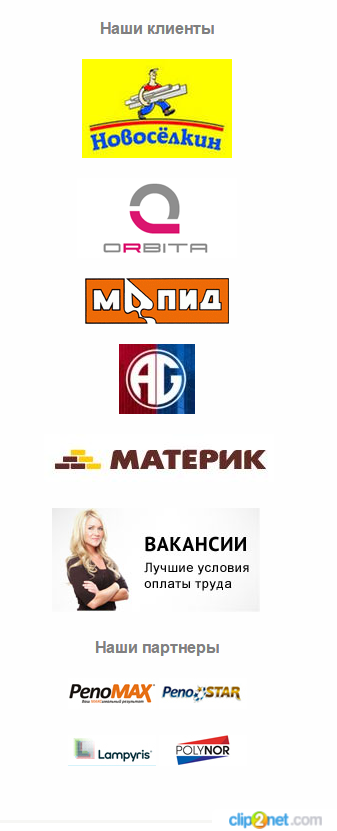 Наши клиенты
Новосёлкин
ORBITA
МАПИД
AG
МАТЕРИК
ВАКАНСИИ
Лучшие условия
оплаты труда
Наши партнеры
PenoMAX PenoSTAR
Lampyris POLYNOR
clip2net.com